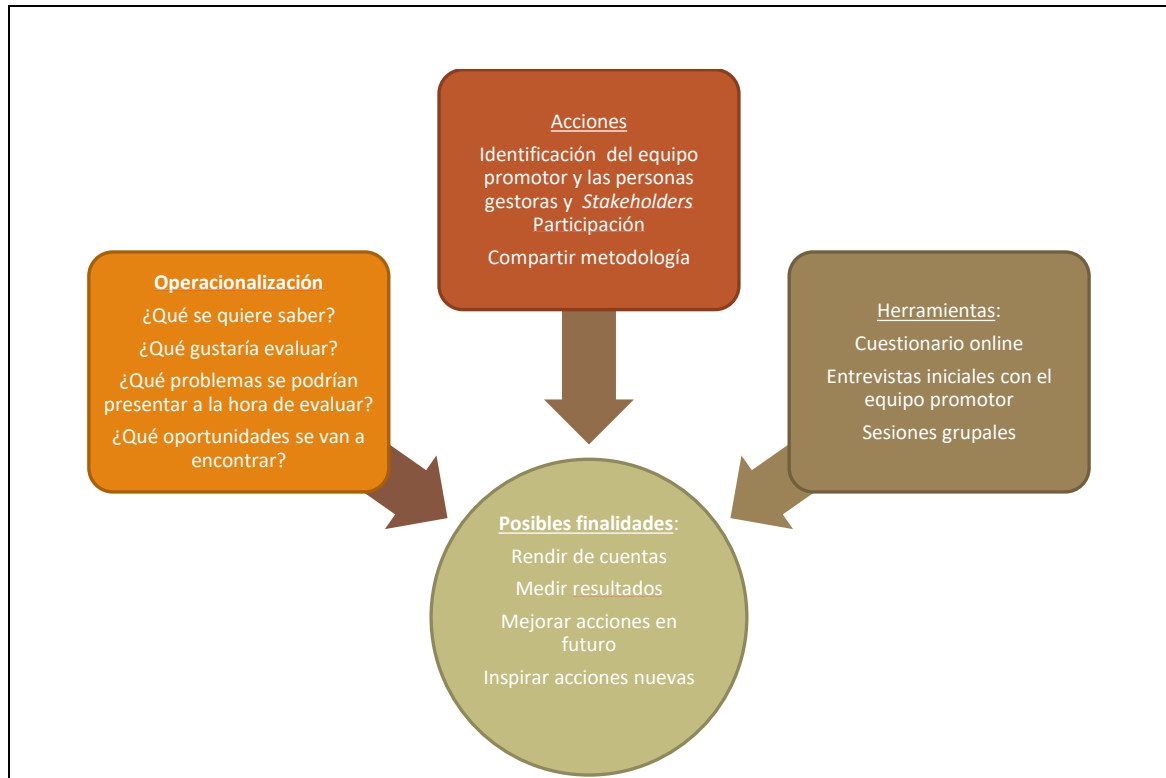 Acciones
Identificación del equipo
promotor y las personas
gestoras y Stakeholders
Participación
Compartir metodología
Operacionalización
¿Qué se quiere saber?
¿Qué gustaría evaluar?
¿Qué problemas se podrían
presentar a la hora de evaluar?
¿Qué oportunidades se van a
encontrar?
Herramientas:
Cuestionario online
Entrevistas iniciales con el
equipo promotor
Sesiones grupales
Posibles finalidades:
Rendir de cuentas
Medir resultados
Mejorar acciones en
futuro
Inspirar acciones nuevas